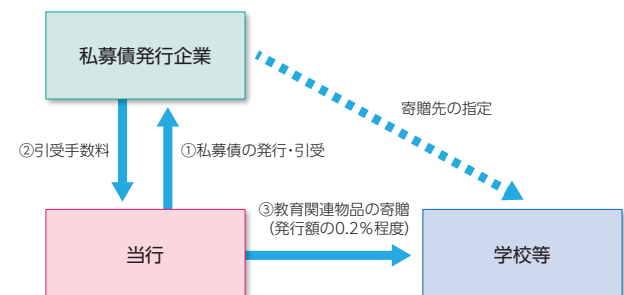 私募債発行企業
寄贈先の指定
②引受手数料
①私募債の発行・引受
③教育関連物品の寄贈
（発行額の0.2％程度）
当行
学校等